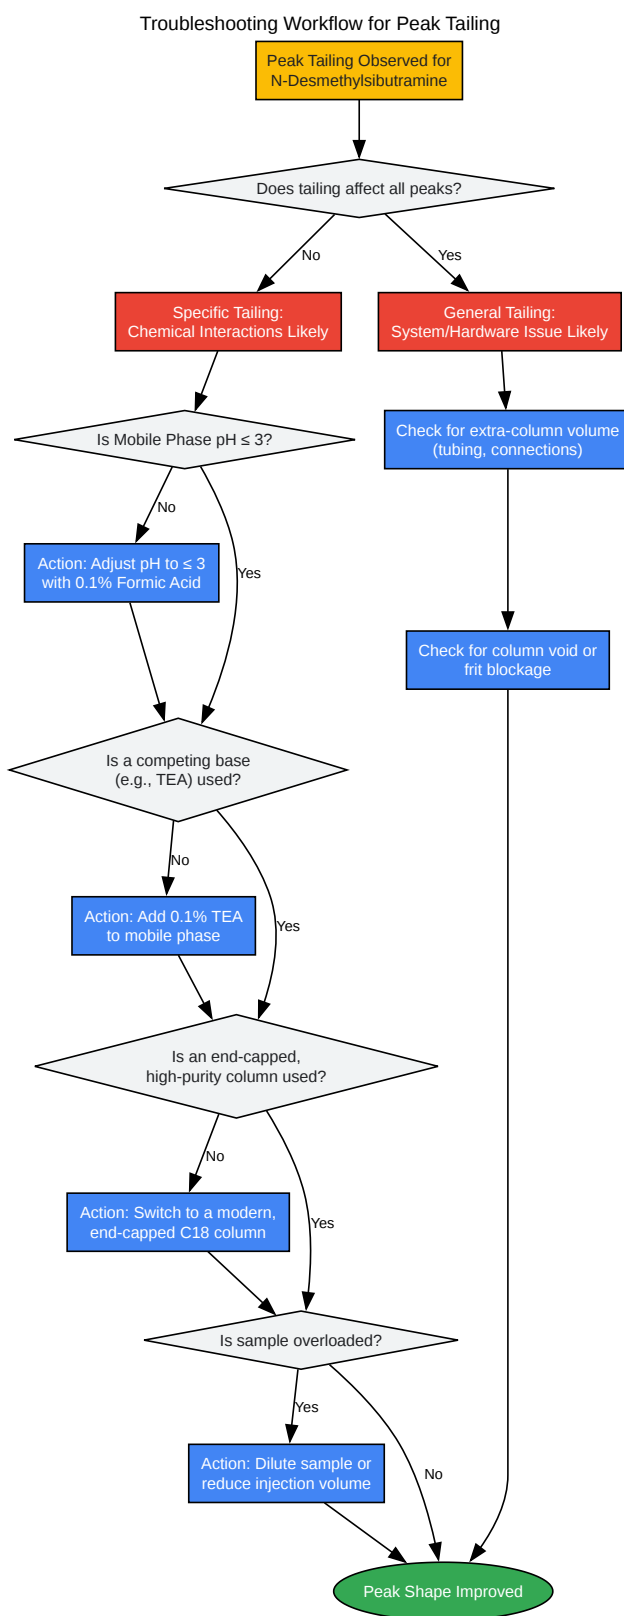 Troubleshooting Workflow for Peak Tailing
Peak Tailing Observed for
N-Desmethylsibutramine
Does tailing affect all peaks?
No
Yes
Specific Tailing:
Chemical Interactions Likely
General Tailing:
System/Hardware Issue Likely
Is Mobile Phase pH ≤ 3?
Check for extra-column volume
(tubing, connections)
No
Yes
Action: Adjust pH to ≤ 3
with 0.1% Formic Acid
Check for column void or
frit blockage
Is a competing base
(e.g., TEA) used?
No
Yes
Action: Add 0.1% TEA
to mobile phase
Is an end-capped,
high-purity column used?
No
Yes
Action: Switch to a modern,
end-capped C18 column
Is sample overloaded?
Yes
No
Action: Dilute sample or
reduce injection volume
Peak Shape Improved